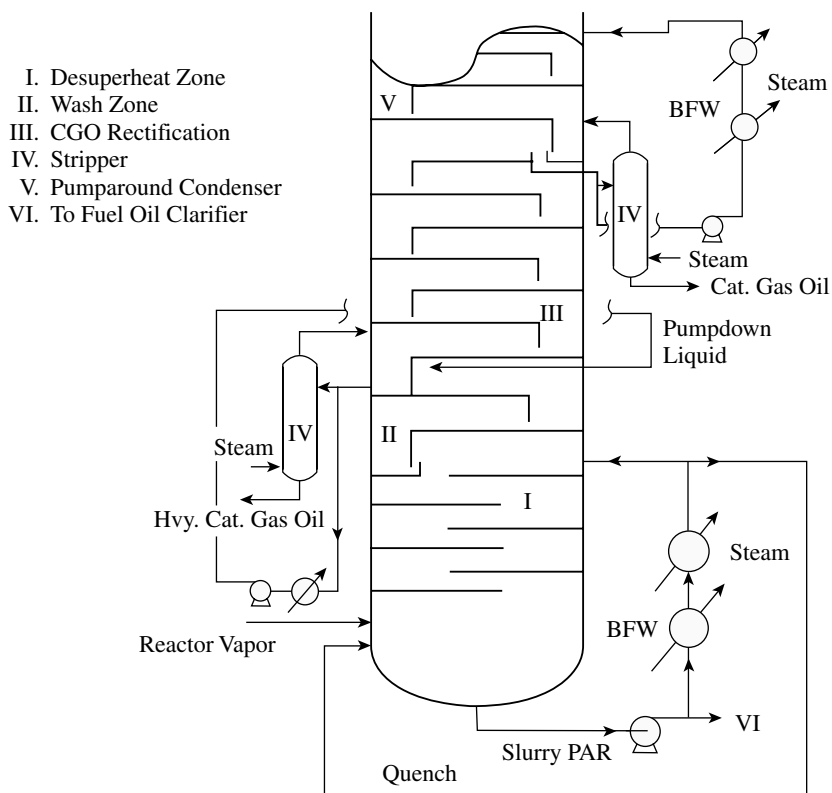 I. Desuperheat Zone
II. Wash Zone
III. CGO Rectification
IV. Stripper
V. Pumparound Condenser
VI. To Fuel Oil Clarifier
V
BFW
Steam
IV
Steam
Cat. Gas Oil
III
Pumpdown
Liquid
IV
Steam
Hvy. Cat. Gas Oil
II
I
Steam
BFW
Reactor Vapor
VI
Slurry PAR
Quench